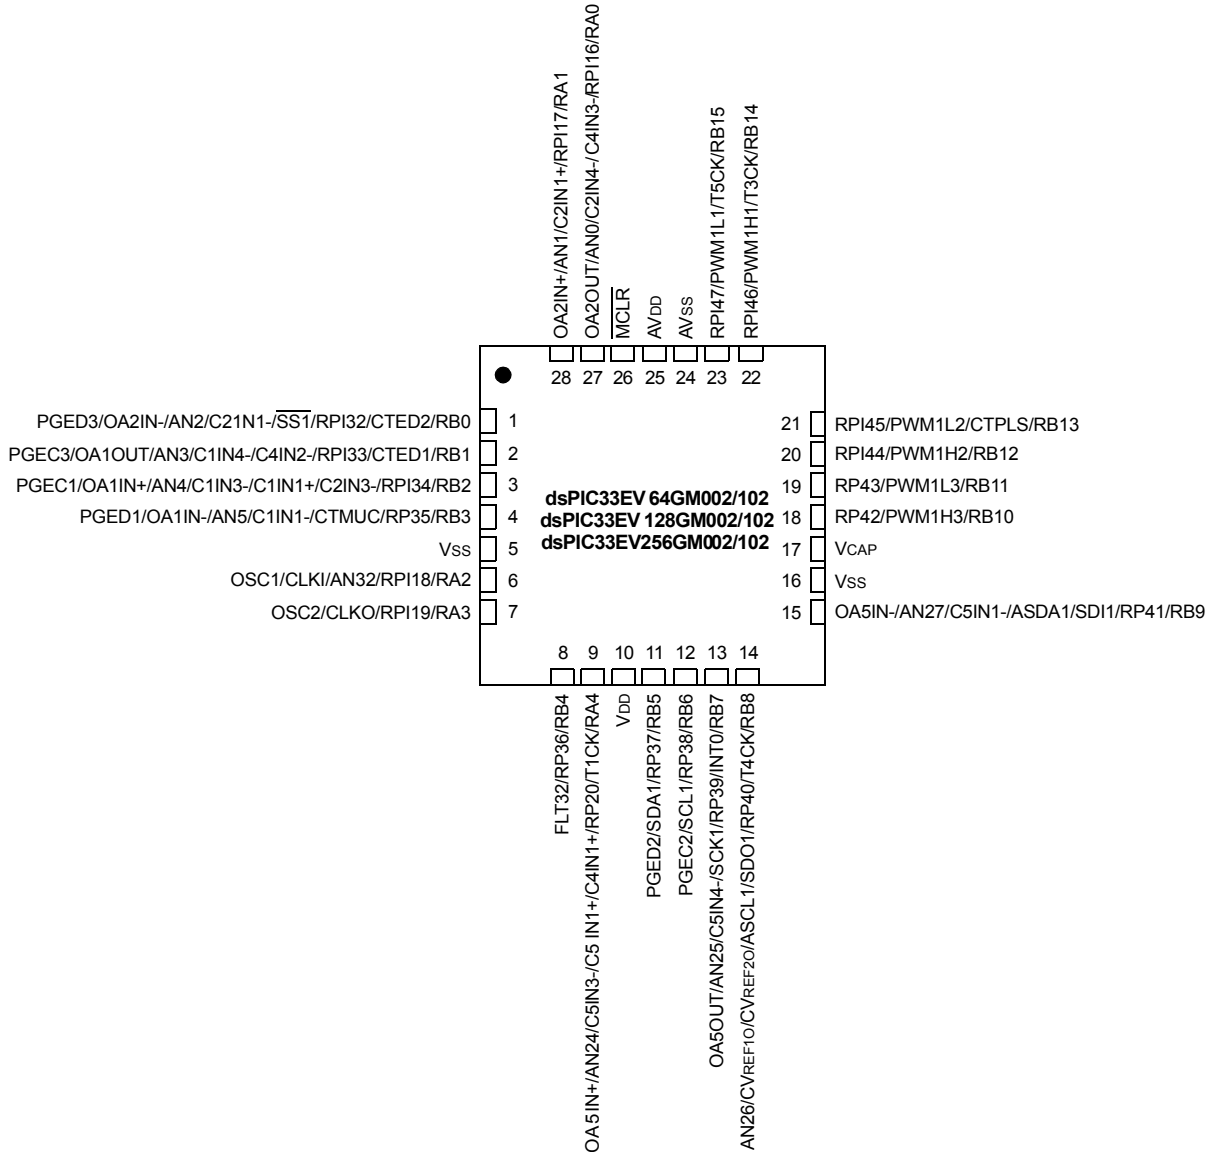 OA2IN+/AN1/C2IN1+/RPI17/RA1
OA2OUT/AN0/C2IN4-/C4IN3-/RPI16/RA0
MCLR
AVDD
AVSS
RPI47/PWM1L1/T5CK/RB15
RPI46/PWM1H1/T3CK/RB14
28 27 26 25 24 23 22
PGED3/OA2IN-/AN2/C21N1-/SS1/RPI32/CTED2/RB0 1
PGEC3/OA1OUT/AN3/C1IN4-/C4IN2-/RPI33/CTED1/RB1 2
PGEC1/OA1IN+/AN4/C1IN3-/C1IN1+/C2IN3-/RPI34/RB2 3
PGED1/OA1IN-/AN5/C1IN1-/CTMUC/RP35/RB3 4
VSS 5
OSC1/CLKI/AN32/RPI18/RA2 6
OSC2/CLKO/RPI19/RA3 7
dsPIC33EV 64GM002/102
dsPIC33EV 128GM002/102
dsPIC33EV256GM002/102
21 RPI45/PWM1L2/CTPLS/RB13
20 RPI44/PWM1H2/RB12
19 RP43/PWM1L3/RB11
18 RP42/PWM1H3/RB10
17 VCAP
16 VSS
15 OA5IN-/AN27/C5IN1-/ASDA1/SDI1/RP41/RB9
8 9 10 11 12 13 14
FLT32/RP36/RB4
OA5IN+/AN24/C5IN3-/C5 IN1+/C4IN1+/RP20/T1CK/RA4
VDD
PGED2/SDA1/RP37/RB5
PGEC2/SCL1/RP38/RB6
OA5OUT/AN25/C5IN4-/SCK1/RP39/INT0/RB7
AN26/CVREF1O/CVREF2O/ASCL1/SDO1/RP40/T4CK/RB8